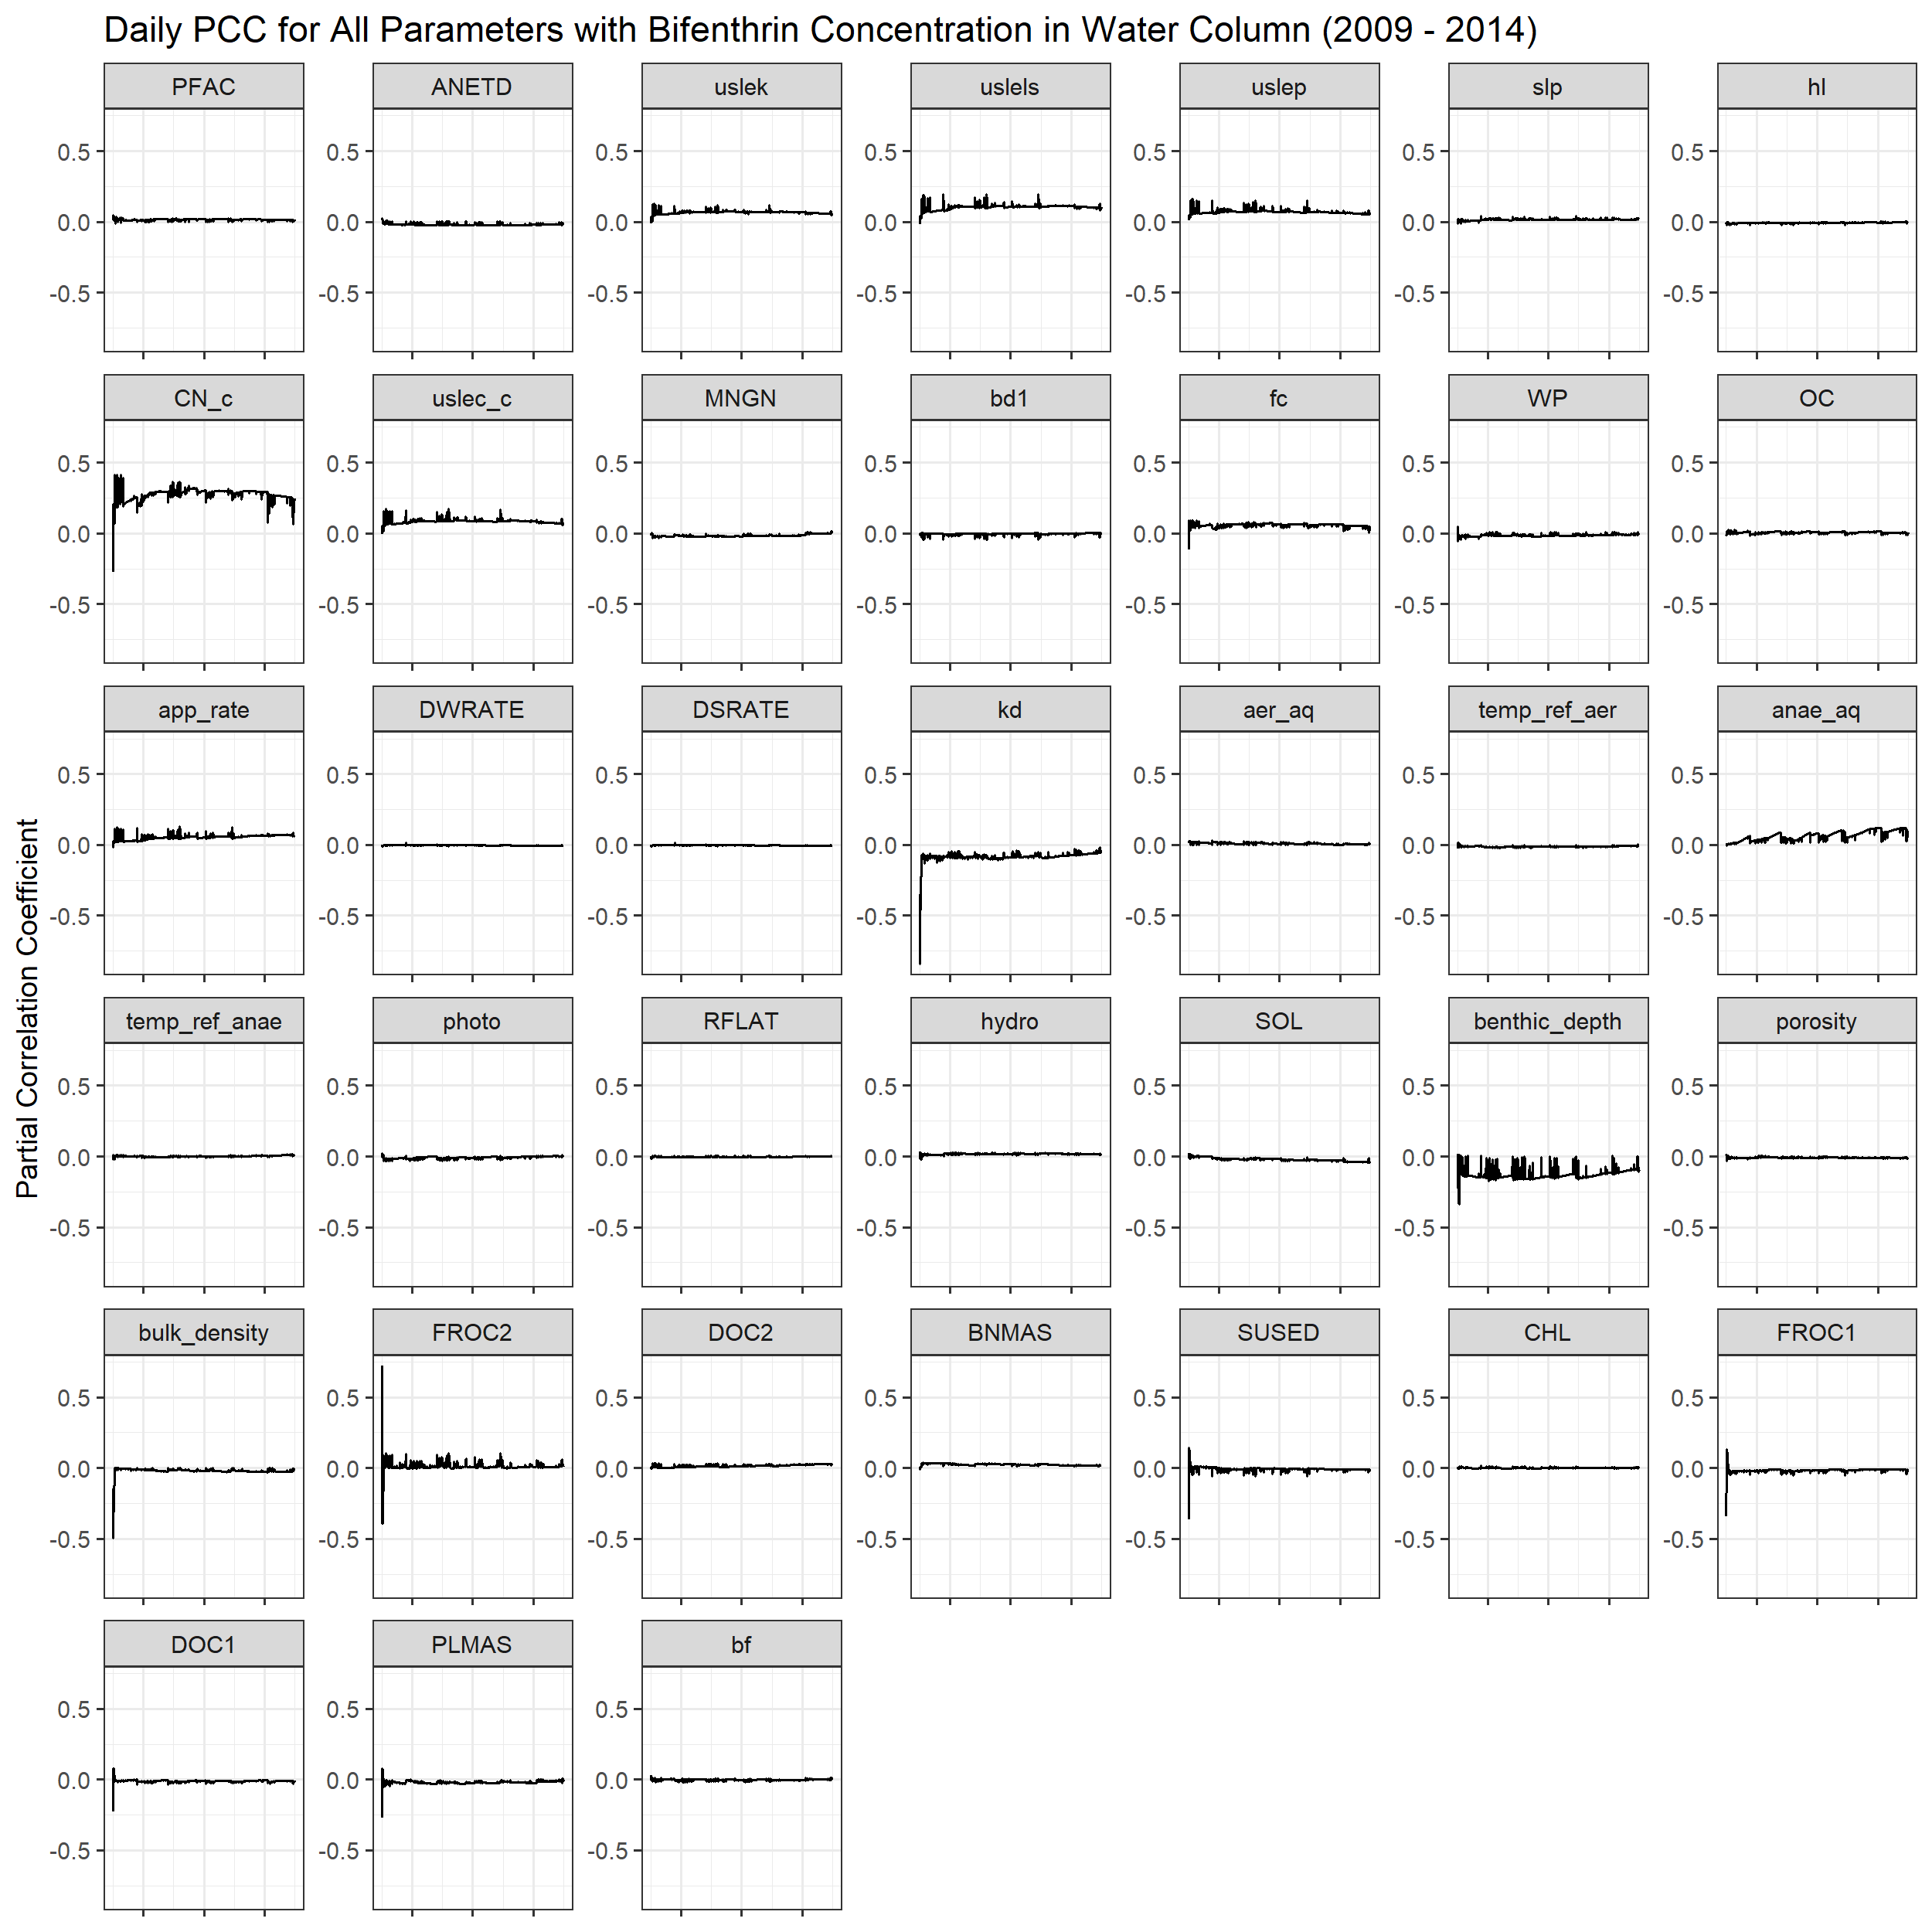 Daily PCC for All Parameters with Bifenthrin Concentration in Water Column (2009 - 2014)
Partial Correlation Coefficient
PFAC ANETD uslek uslels uslep slp hl
0.5 0.5 0.5 0.5 0.5 0.5 0.5
0.0 0.0 0.0 0.0 0.0 0.0 0.0
-0.5 -0.5 -0.5 -0.5 -0.5 -0.5 -0.5
CN_c uslec_c MNGN bd1 fc WP OC
0.5 0.5 0.5 0.5 0.5 0.5 0.5
0.0 0.0 0.0 0.0 0.0 0.0 0.0
-0.5 -0.5 -0.5 -0.5 -0.5 -0.5 -0.5
app_rate DWRATE DSRATE kd aer_aq temp_ref_aer anae_aq
0.5 0.5 0.5 0.5 0.5 0.5 0.5
0.0 0.0 0.0 0.0 0.0 0.0 0.0
-0.5 -0.5 -0.5 -0.5 -0.5 -0.5 -0.5
temp_ref_anae photo RFLAT hydro SOL benthic_depth porosity
0.5 0.5 0.5 0.5 0.5 0.5 0.5
0.0 0.0 0.0 0.0 0.0 0.0 0.0
-0.5 -0.5 -0.5 -0.5 -0.5 -0.5 -0.5
bulk_density FROC2 DOC2 BNMAS SUSED CHL FROC1
0.5 0.5 0.5 0.5 0.5 0.5 0.5
0.0 0.0 0.0 0.0 0.0 0.0 0.0
-0.5 -0.5 -0.5 -0.5 -0.5 -0.5 -0.5
DOC1 PLMAS bf
0.5 0.5 0.5
0.0 0.0 0.0
-0.5 -0.5 -0.5